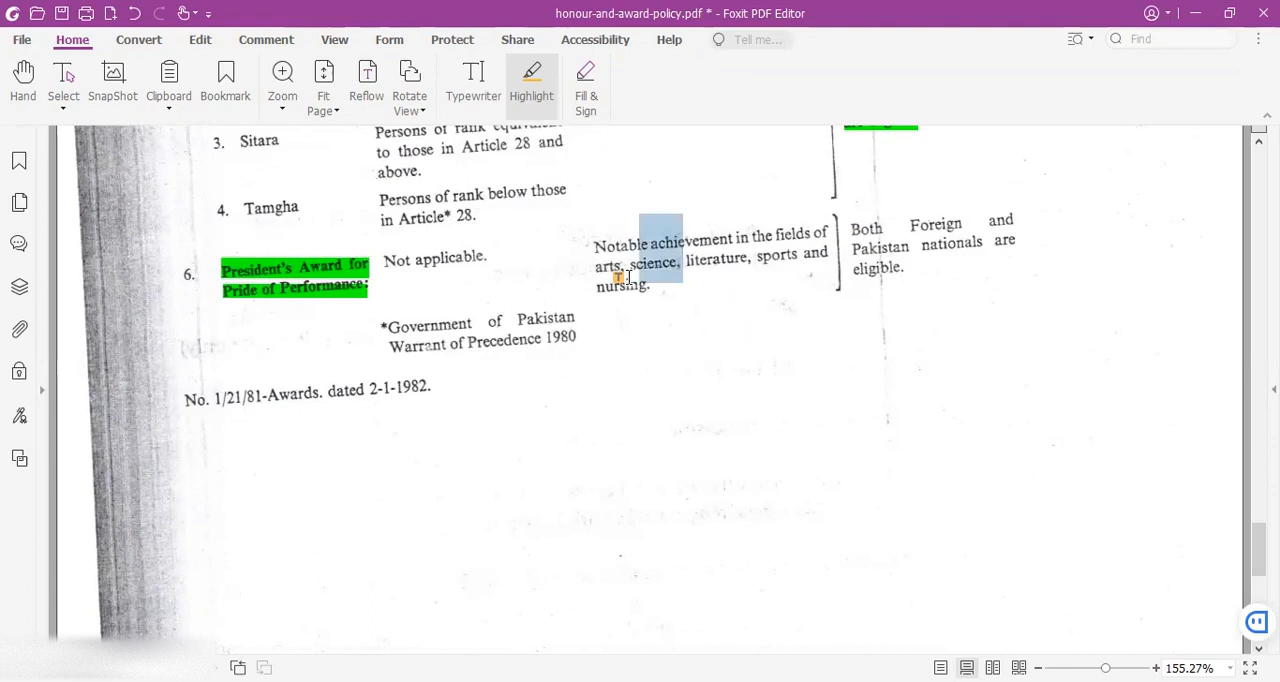 honour-and-award-policy.pdf * - Foxit PDF Editor
File Home Convert Edit Comment View Form Protect Share Accessibility Help Tell me... Find
Hand Select SnapShot Clipboard Bookmark Zoom Fit Page Reflow Rotate View Typewriter Highlight Fill & Sign
3. Sitara
Persons of rank equivalent
to those in Article 28 and
above.
4. Tamgha
Persons of rank below those
in Article* 28.
6. President's Award for
Pride of Performance:
Not applicable.
Notable achievement in the fields of
arts, science, literature, sports and
nursing.
Both Foreign and
Pakistan nationals are
eligible.
*Government of Pakistan
Warrant of Precedence 1980
No. 1/21/81-Awards. dated 2-1-1982.
155.27%